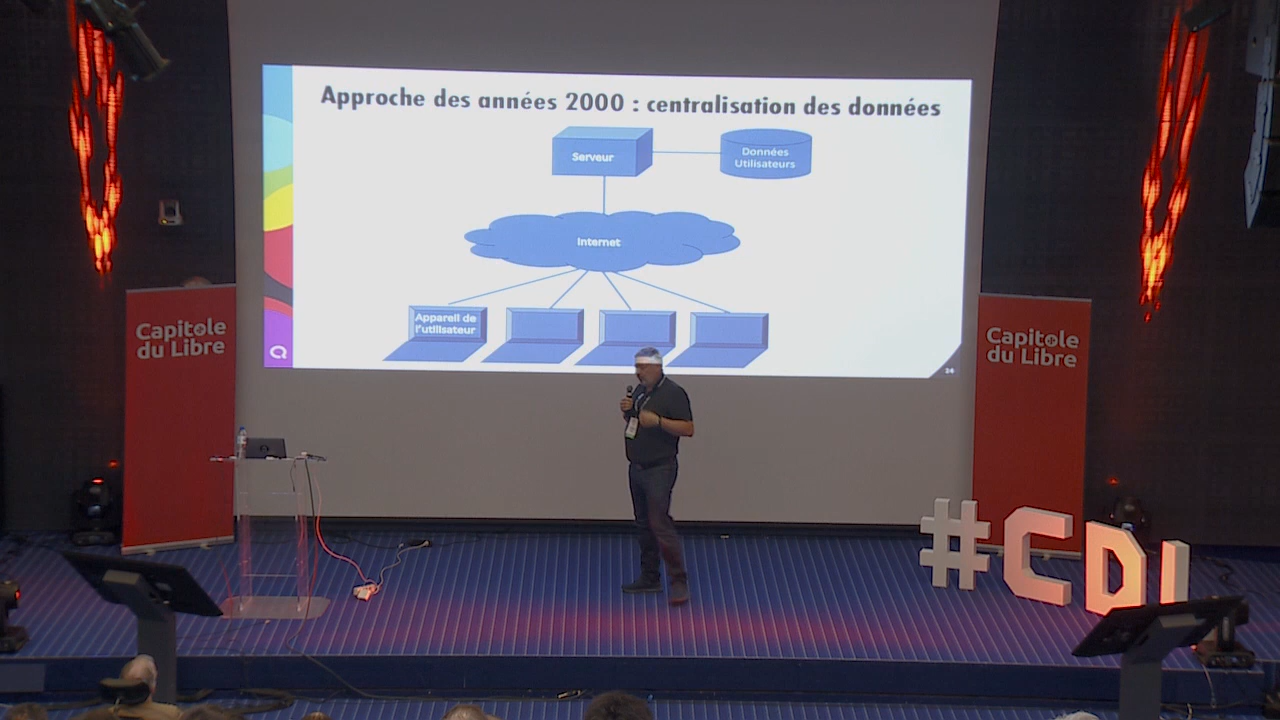 Approche des années 2000 : centralisation des données
Serveur
Données
Utilisateurs
Internet
Appareil de
l'utilisateur
26
Capitole
du Libre
Capitole
du Libre
#CDL